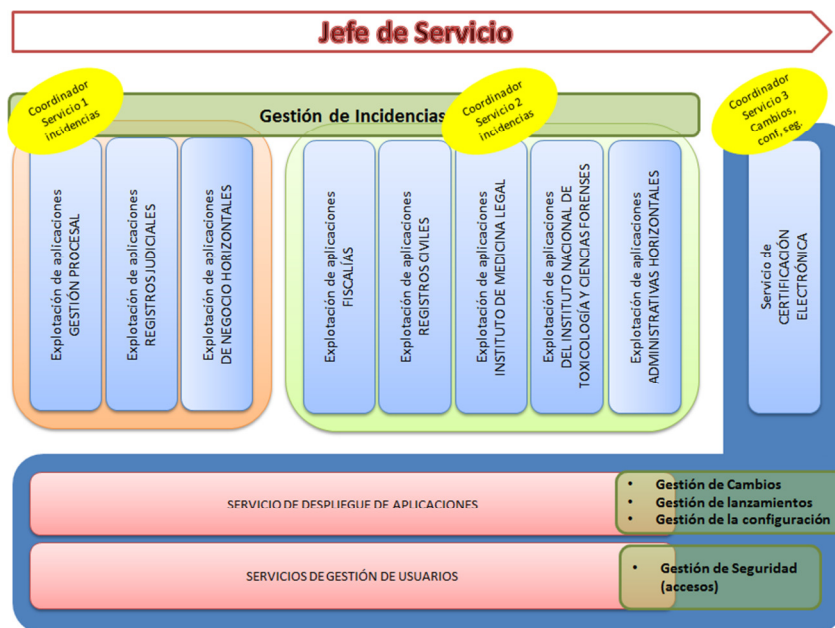 Jefe de Servicio
Coordinador
Servicio 1
incidencias
Gestión de Incidencias
Coordinador
Servicio 2
incidencias
Coordinador
Servicio 3
Cambios,
conf, seg.
Explotación de aplicaciones
GESTIÓN PROCESAL
Explotación de aplicaciones
REGISTROS JUDICIALES
Explotación de aplicaciones
DE NEGOCIO HORIZONTALES
Explotación de aplicaciones
FISCALÍAS
Explotación de aplicaciones
REGISTROS CIVILES
Explotación de aplicaciones
INSTITUTO DE MEDICINA LEGAL
Explotación de aplicaciones
DEL INSTITUTO NACIONAL DE
TOXICOLOGÍA Y CIENCIAS FORENSES
Explotación de aplicaciones
ADMINISTRATIVAS HORIZONTALES
Servicio de
CERTIFICACIÓN
ELECTRÓNICA
SERVICIO DE DESPLIEGUE DE APLICACIONES
• Gestión de Cambios
• Gestión de lanzamientos
• Gestión de la configuración
SERVICIOS DE GESTIÓN DE USUARIOS
• Gestión de Seguridad
(accesos)